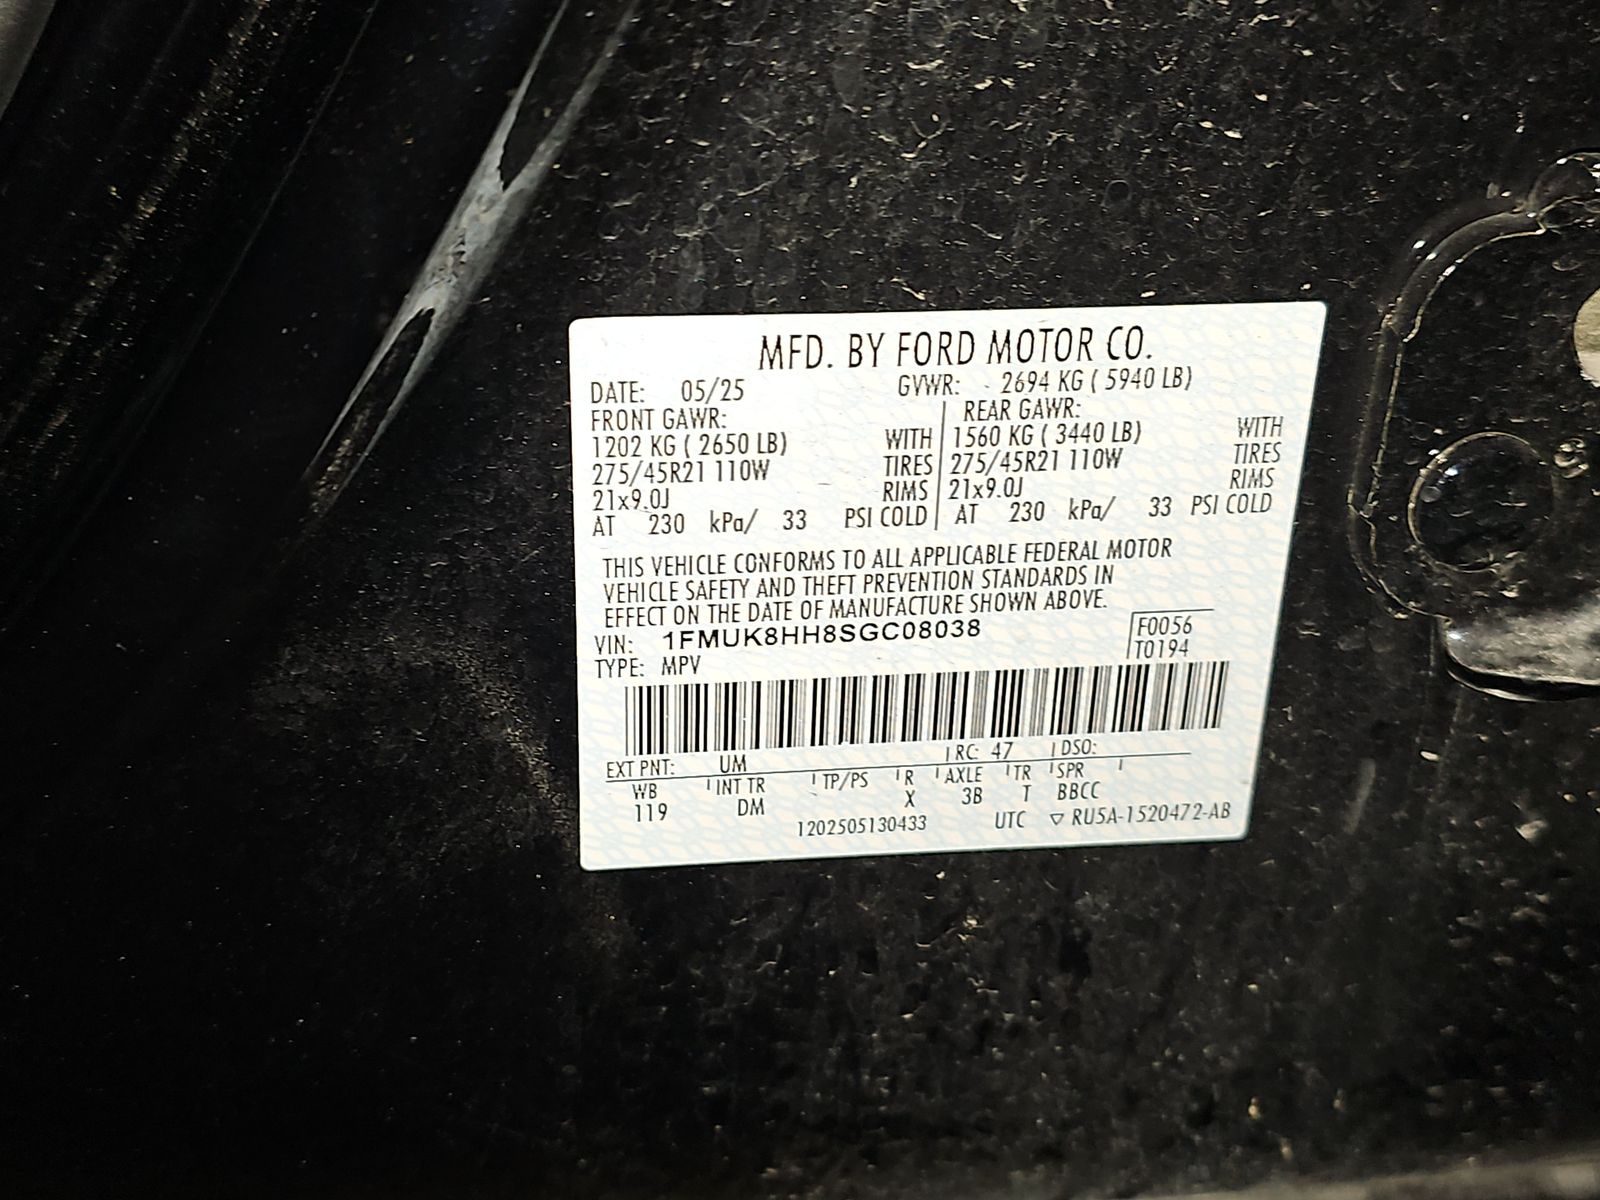 MFD. BY FORD MOTOR CO.
DATE: 05/25 GVWR: 2694 KG ( 5940 LB)
FRONT GAWR: REAR GAWR:
1202 KG ( 2650 LB) WITH 1560 KG ( 3440 LB) WITH
275/45R21 110W TIRES 275/45R21 110W TIRES
21x9.0J RIMS 21x9.0J RIMS
AT 230 kPa/ 33 PSI COLD AT 230 kPa/ 33 PSI COLD
THIS VEHICLE CONFORMS TO ALL APPLICABLE FEDERAL MOTOR
VEHICLE SAFETY AND THEFT PREVENTION STANDARDS IN
EFFECT ON THE DATE OF MANUFACTURE SHOWN ABOVE.
VIN: 1FMUK8HH8SGC08038 F0056
TYPE: MPV T0194
EXT PNT: UM RC: 47 DSO:
WB INT TR TP/PS R AXLE TR SPR
119 DM X 3B T BBCC
1202505130433 UTC ▽ RU5A-1520472-AB